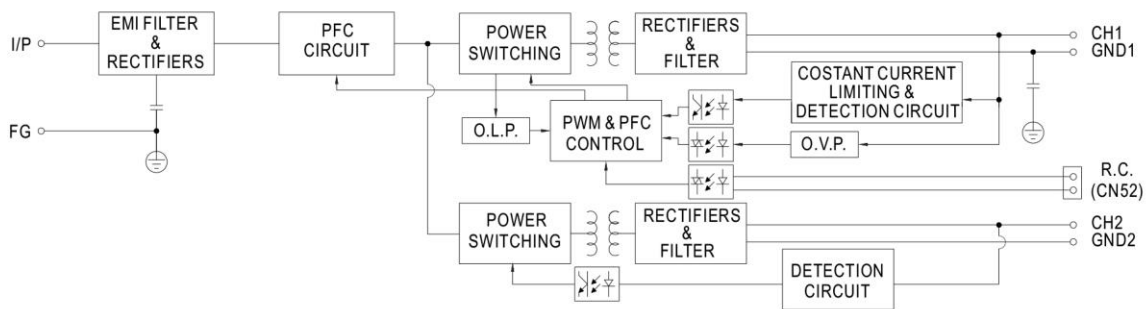 I/P
EMI FILTER
&
RECTIFIERS
PFC
CIRCUIT
POWER
SWITCHING
RECTIFIERS
&
FILTER
CH1
GND1
COSTANT CURRENT
LIMITING &
DETECTION CIRCUIT
FG
O.L.P.
PWM & PFC
CONTROL
O.V.P.
R.C.
(CN52)
POWER
SWITCHING
RECTIFIERS
&
FILTER
CH2
GND2
DETECTION
CIRCUIT